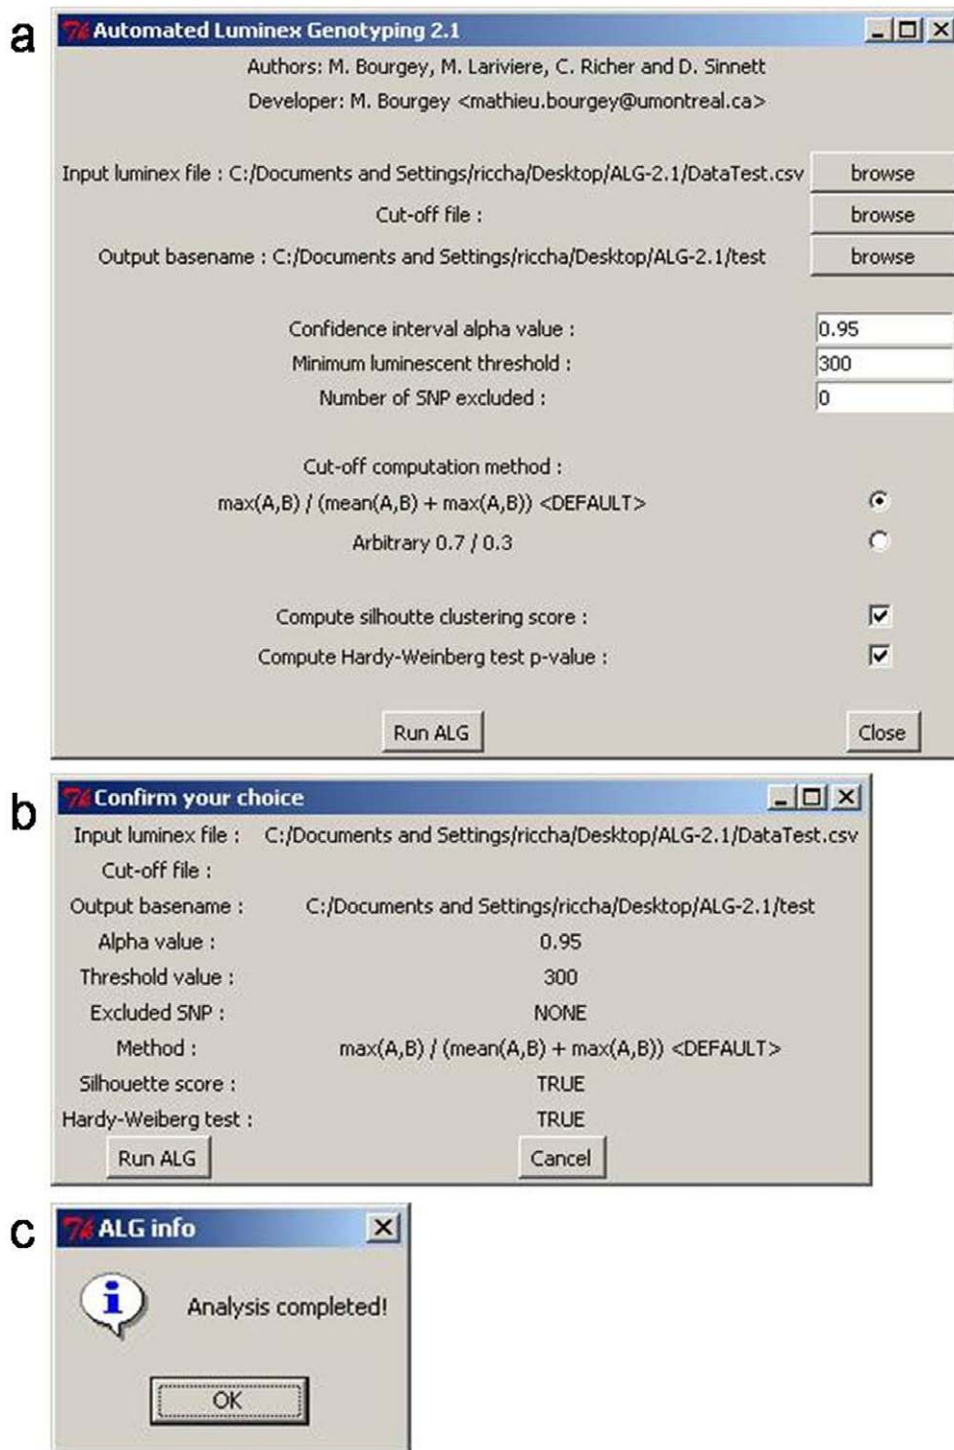 a
Automated Luminex Genotyping 2.1
Authors: M. Bourgey, M. Lariviere, C. Richer and D. Sinnett
Developer: M. Bourgey <mathieu.bourgey@umontreal.ca>
Input luminex file : C:/Documents and Settings/riccha/Desktop/ALG-2.1/DataTest.csv browse
Cut-off file : browse
Output basename : C:/Documents and Settings/riccha/Desktop/ALG-2.1/test browse
Confidence interval alpha value : 0.95
Minimum luminescent threshold : 300
Number of SNP excluded : 0
Cut-off computation method :
max(A,B) / (mean(A,B) + max(A,B)) <DEFAULT>
Arbitrary 0.7 / 0.3
Compute silhoutte clustering score :
Compute Hardy-Weinberg test p-value :
Run ALG Close
b
Confirm your choice
Input luminex file : C:/Documents and Settings/riccha/Desktop/ALG-2.1/DataTest.csv
Cut-off file :
Output basename : C:/Documents and Settings/riccha/Desktop/ALG-2.1/test
Alpha value : 0.95
Threshold value : 300
Excluded SNP : NONE
Method : max(A,B) / (mean(A,B) + max(A,B)) <DEFAULT>
Silhouette score : TRUE
Hardy-Weiberg test : TRUE
Run ALG Cancel
c
ALG info
Analysis completed!
OK